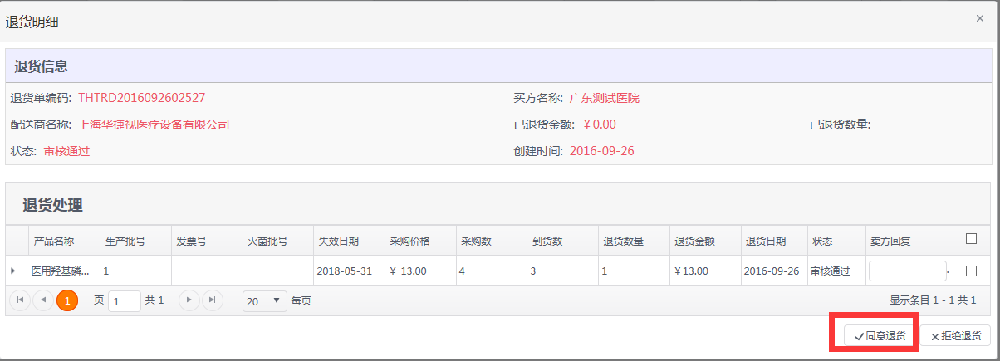 退货明细 ×
退货信息
退货单编码: THTRD2016092602527 买方名称: 广东测试医院
配送商名称: 上海华捷视医疗设备有限公司 已退货金额: ￥0.00 已退货数量:
状态: 审核通过 创建时间: 2016-09-26
退货处理
产品名称 生产批号 发票号 灭菌批号 失效日期 采购价格 采购数 到货数 退货数量 退货金额 退货日期 状态 卖方回复
医用羟基磷... 1 2018-05-31 ￥ 13.00 4 3 1 ￥13.00 2016-09-26 审核通过
1 页 1 共 1 20 每页 显示条目 1 - 1 共 1
同意退货 拒绝退货